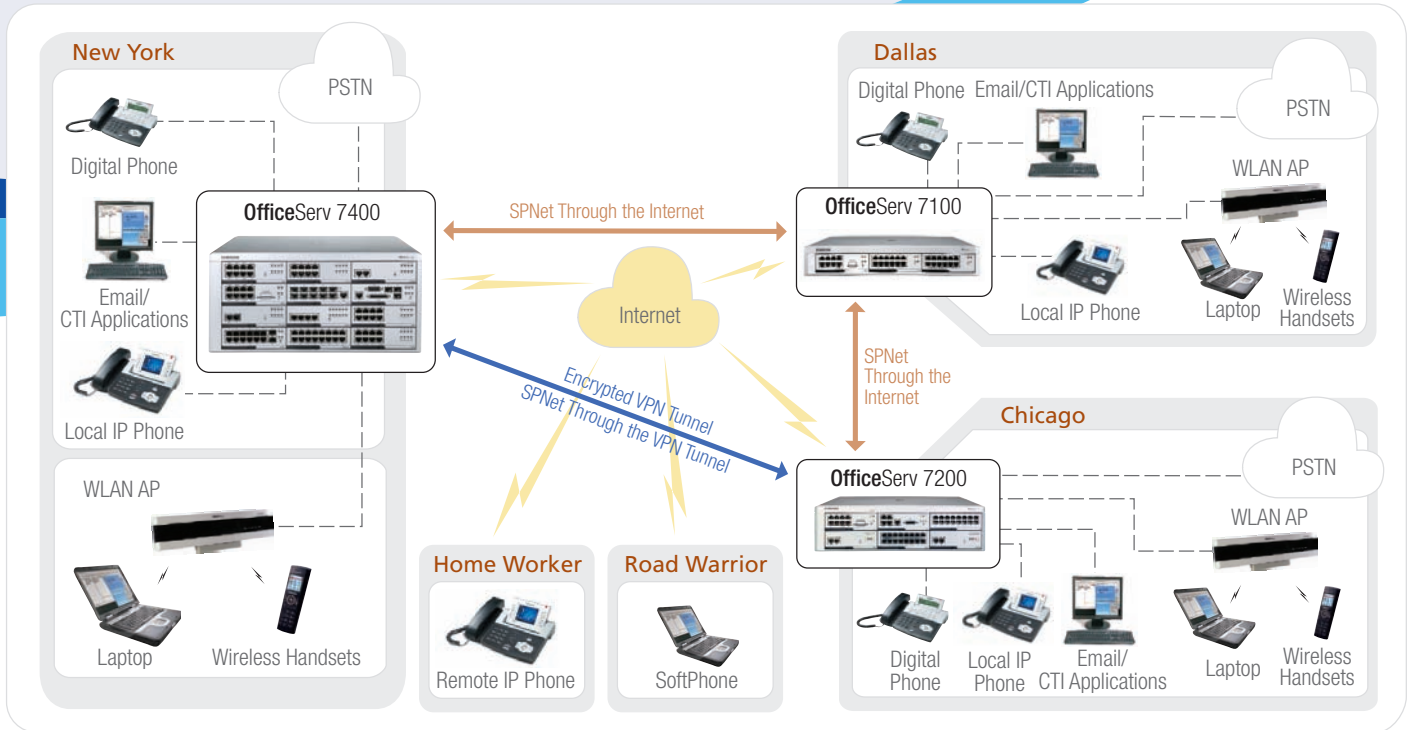 New York
PSTN
Digital Phone
OfficeServ 7400
Email/
CTI Applications
Local IP Phone
WLAN AP
Laptop
Wireless Handsets
SPNet Through the Internet
Internet
Encrypted VPN Tunnel
SPNet Through the VPN Tunnel
SPNet
Through the
Internet
Home Worker
Remote IP Phone
Road Warrior
SoftPhone
Dallas
Digital Phone
Email/CTI Applications
PSTN
OfficeServ 7100
WLAN AP
Local IP Phone
Laptop
Wireless
Handsets
Chicago
PSTN
OfficeServ 7200
WLAN AP
Digital
Phone
Local IP
Phone
Email/
CTI Applications
Laptop
Wireless
Handsets